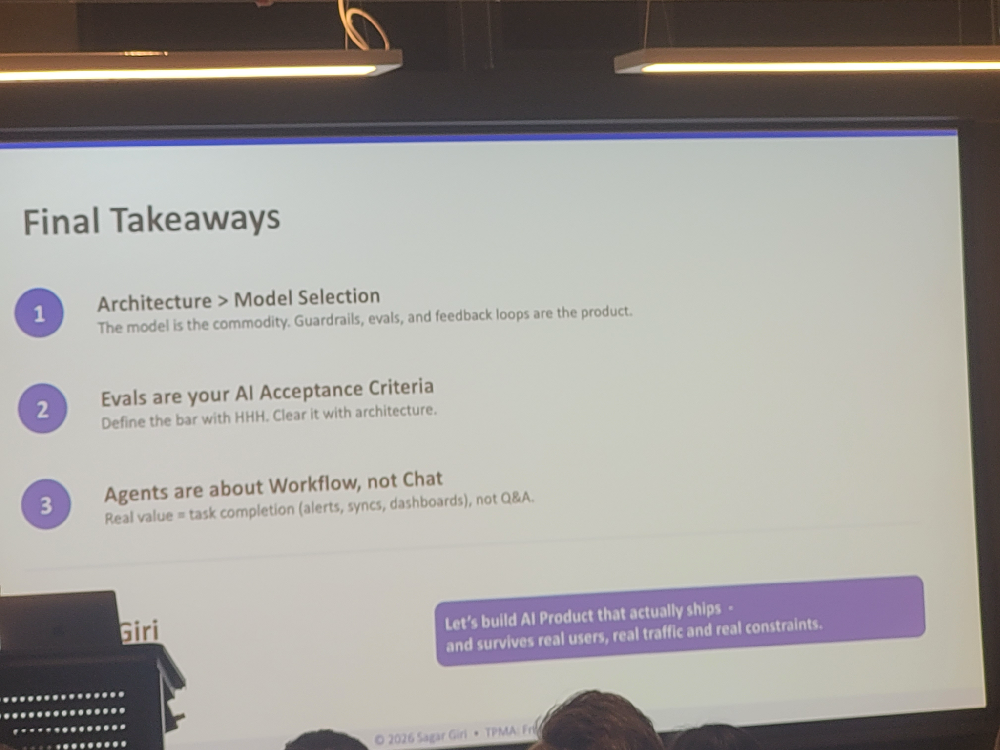 Final Takeaways
1
Architecture > Model Selection
The model is the commodity. Guardrails, evals, and feedback loops are the product.
2
Evals are your AI Acceptance Criteria
Define the bar with HHH. Clear it with architecture.
3
Agents are about Workflow, not Chat
Real value = task completion (alerts, syncs, dashboards), not Q&A.
Giri
Let's build AI Product that actually ships -
and survives real users, real traffic and real constraints.
© 2026 Sagar Giri • TPMA